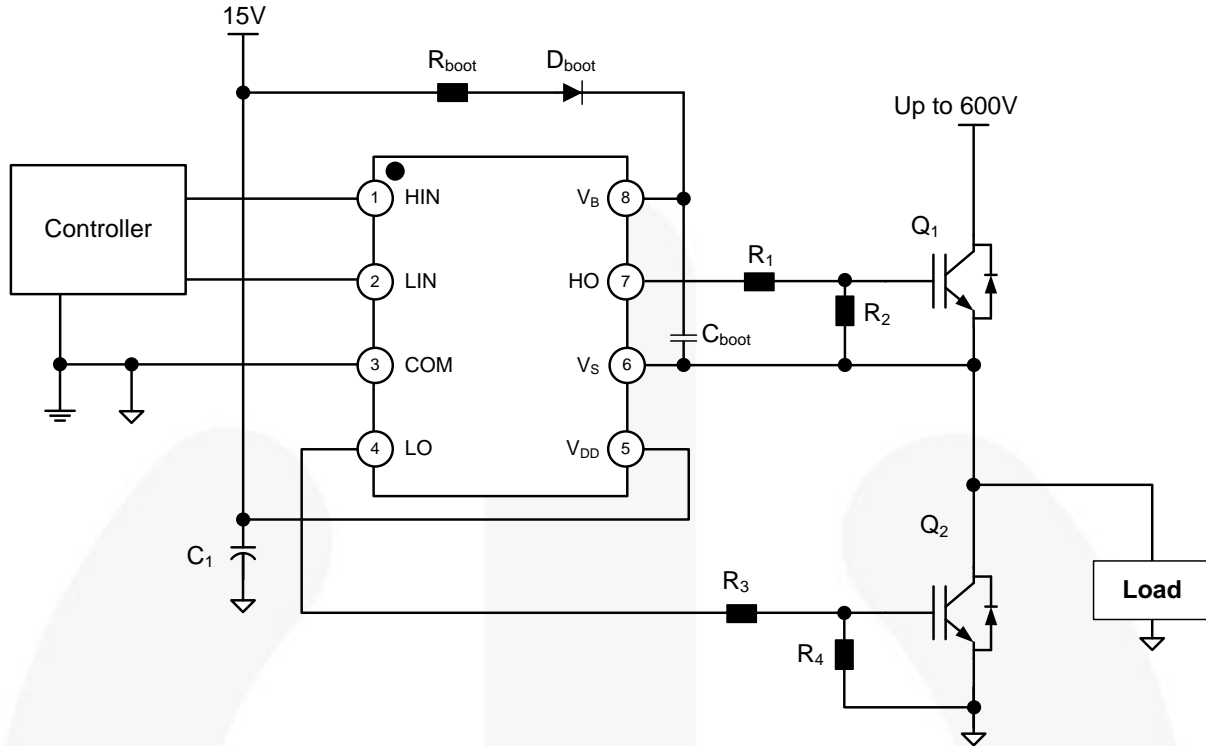 15V
Rboot
Dboot
Up to 600V
Controller
1 HIN
VB 8
Q1
2 LIN
HO 7
R1
R2
Cboot
3 COM
VS 6
4 LO
VDD 5
C1
Q2
R3
R4
Load